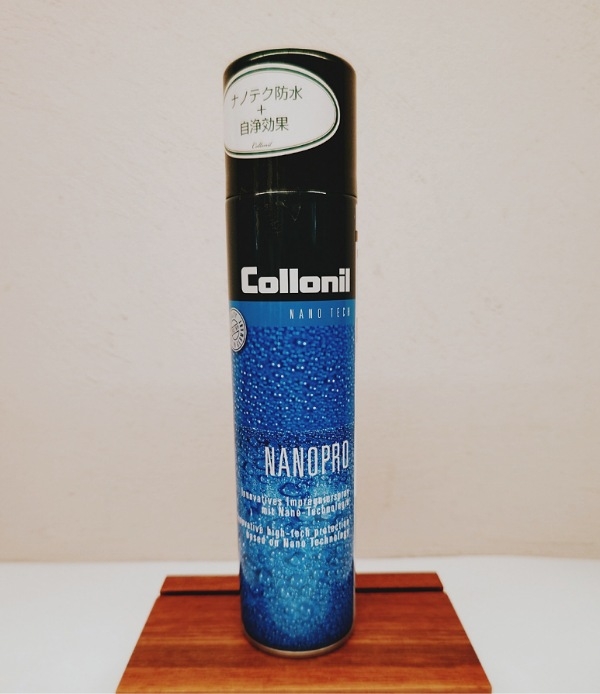 ナノテク防水
+
自浄効果
Collonil
Collonil
NANO TECH
NANOPRO
innovatives Imprägnierspray
mit Nano-Technologie
innovative high-tech protection
based on Nano Technology